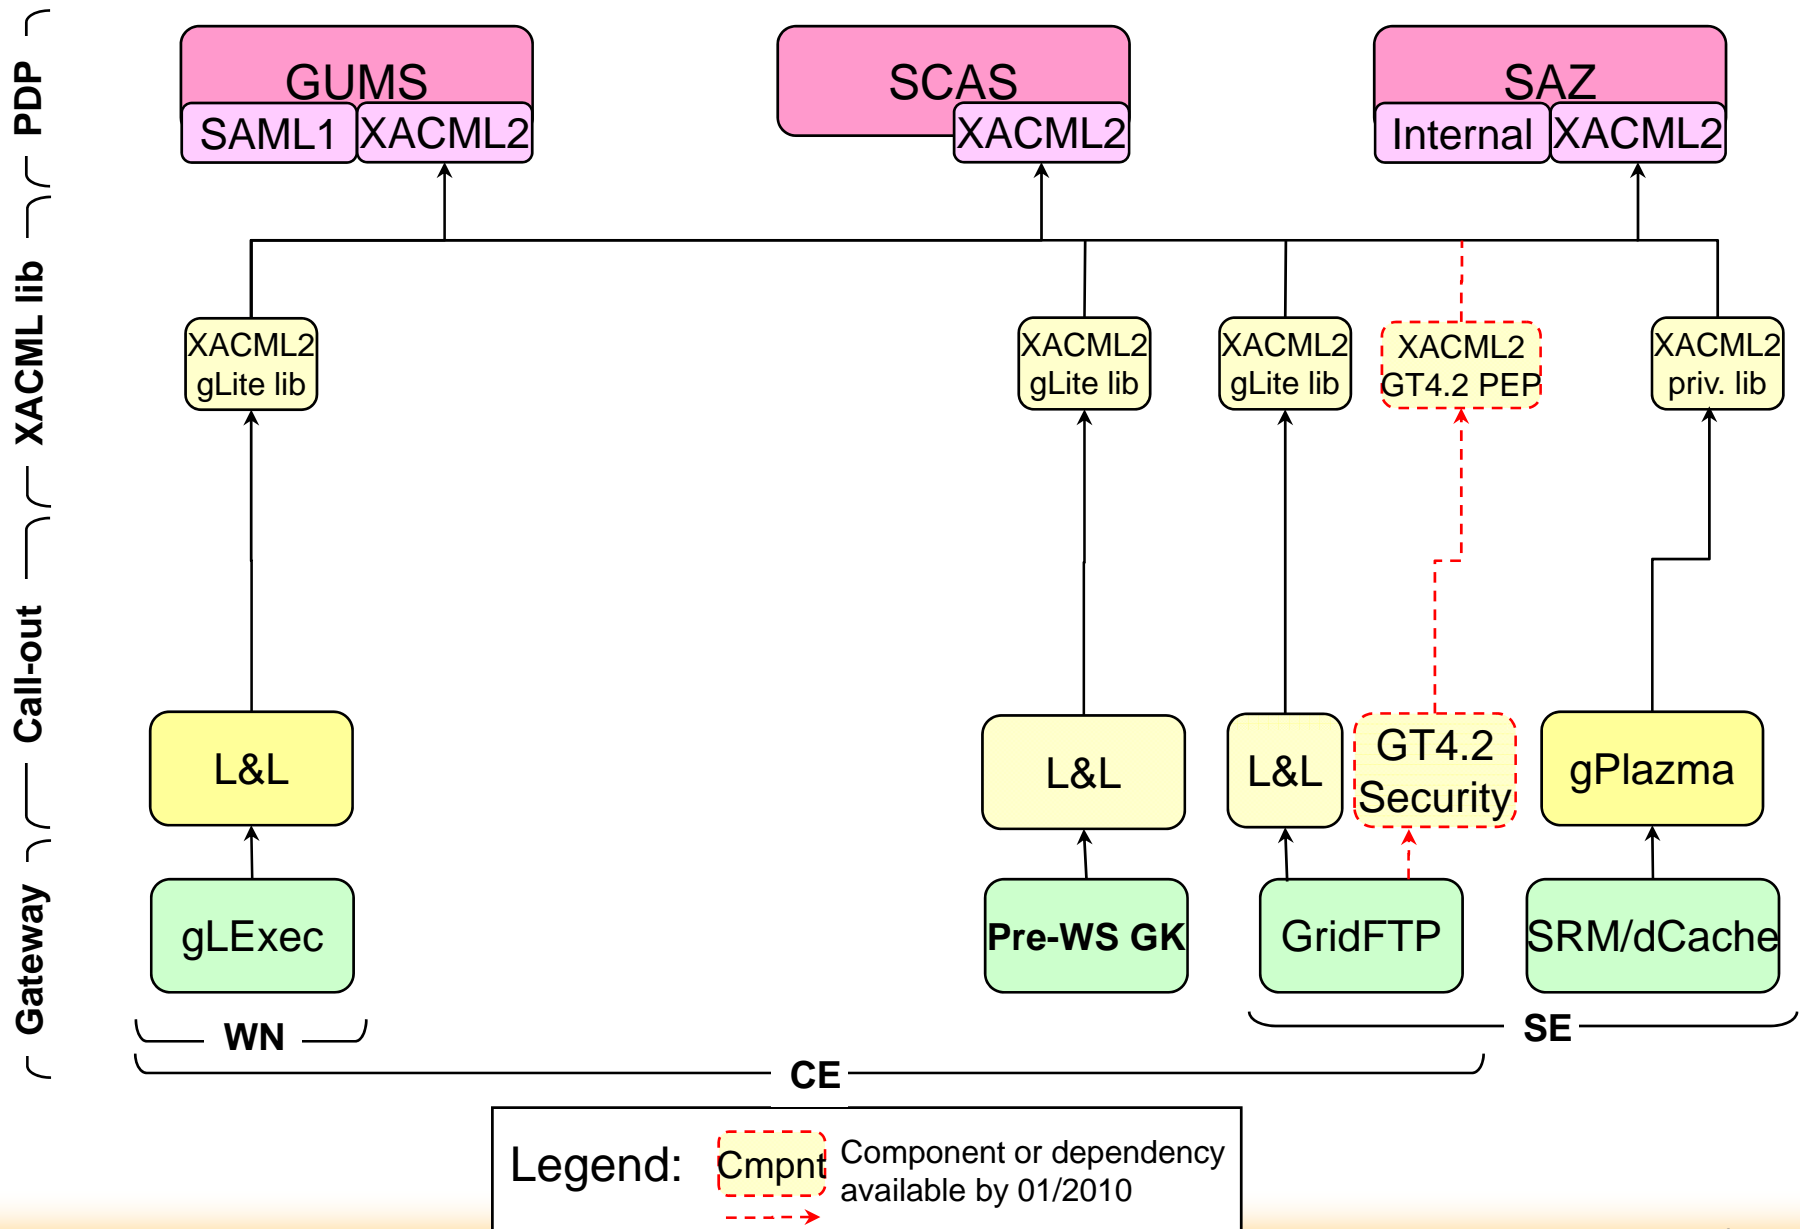 PDP
GUMS
SAML1
XACML2
SCAS
XACML2
SAZ
Internal
XACML2
XACML lib
XACML2
gLite lib
XACML2
gLite lib
XACML2
gLite lib
XACML2
GT4.2 PEP
XACML2
priv. lib
Call-out
L&L
L&L
L&L
GT4.2
Security
gPlazma
Gateway
gLExec
Pre-WS GK
GridFTP
SRM/dCache
WN
SE
CE
Legend:
Cmpnt
Component or dependency
available by 01/2010